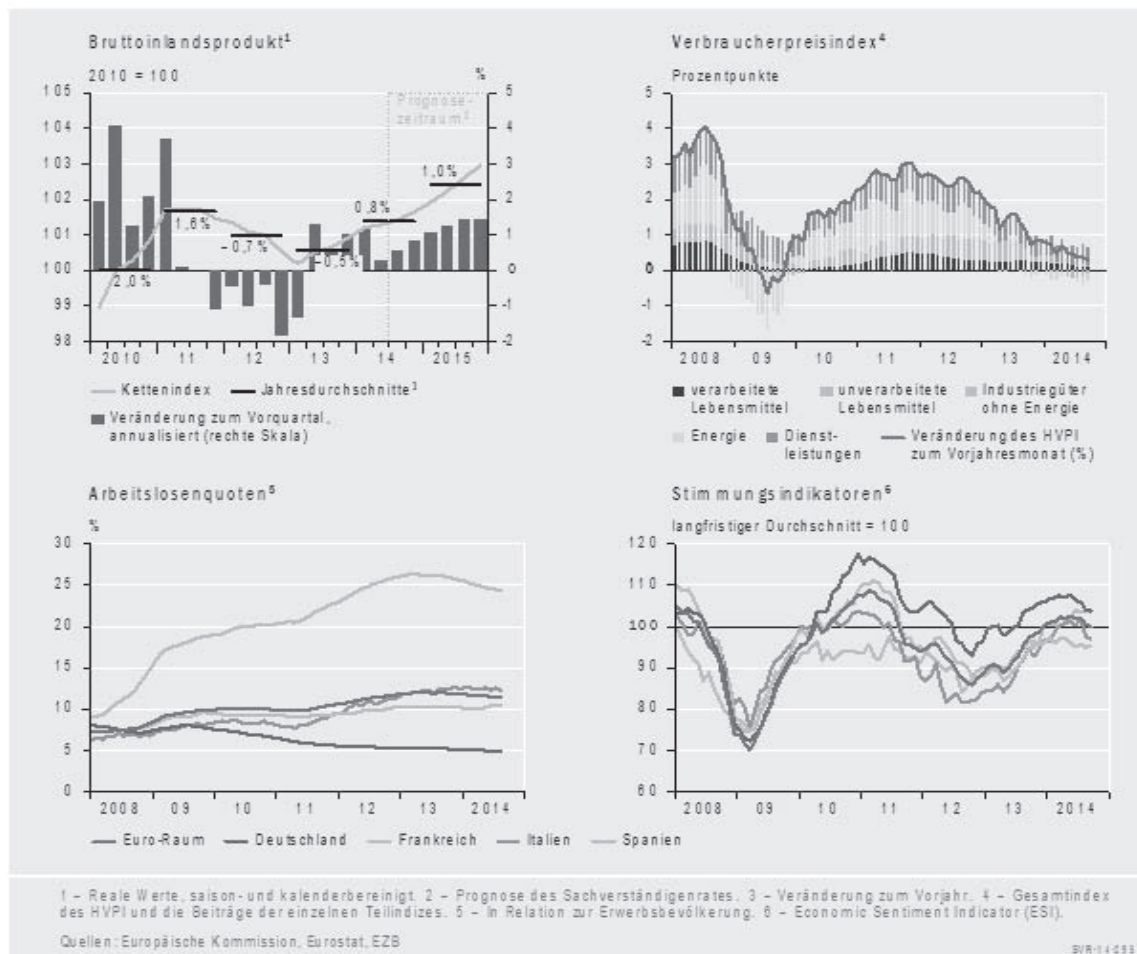 Bruttoinlandsprodukt¹
2010 = 100
%
105
104
103
102
101
100
99
98
5
4
3
2
1
0
-1
-2
Prognose-
zeitraum²
2,0%
1,6%
– 0,7%
–0,5%
0,8%
1,0%
2010 11 12 13 14 2015
Kettenindex Jahresdurchschnitte³
Veränderung zum Vorquartal,
annualisiert (rechte Skala)
Verbraucherpreisindex⁴
Prozentpunkte
5
4
3
2
1
0
-1
-2
2008 09 10 11 12 13 2014
verarbeitete
Lebensmittel
unverarbeitete
Lebensmittel
Industriegüter
ohne Energie
Energie
Dienst-
leistungen
Veränderung des HVPI
zum Vorjahresmonat (%)
Arbeitslosenquoten⁵
%
30
25
20
15
10
5
0
2008 09 10 11 12 13 2014
Stimmungsindikatoren⁶
langfristiger Durchschnitt = 100
120
110
100
90
80
70
60
2008 09 10 11 12 13 2014
Euro-Raum Deutschland Frankreich Italien Spanien
1 – Reale Werte, saison- und kalenderbereinigt. 2 – Prognose des Sachverständigenrates. 3 – Veränderung zum Vorjahr. 4 – Gesamtindex
des HVPI und die Beiträge der einzelnen Teilindizes. 5 – In Relation zur Erwerbsbevölkerung. 6 – Economic Sentiment Indicator (ESI).
Quellen: Europäische Kommission, Eurostat, EZB